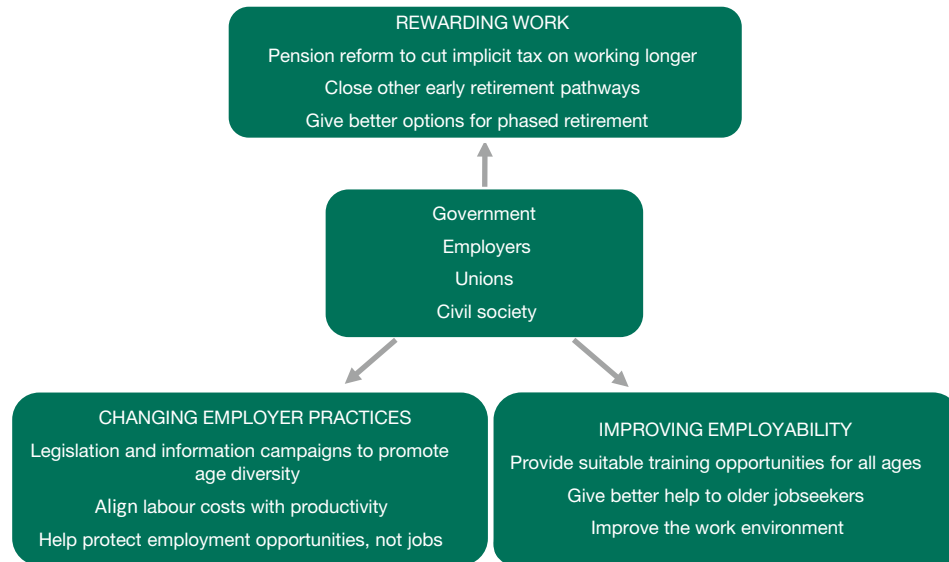 REWARDING WORK
Pension reform to cut implicit tax on working longer
Close other early retirement pathways
Give better options for phased retirement
Government
Employers
Unions
Civil society
CHANGING EMPLOYER PRACTICES
Legislation and information campaigns to promote
age diversity
Align labour costs with productivity
Help protect employment opportunities, not jobs
IMPROVING EMPLOYABILITY
Provide suitable training opportunities for all ages
Give better help to older jobseekers
Improve the work environment